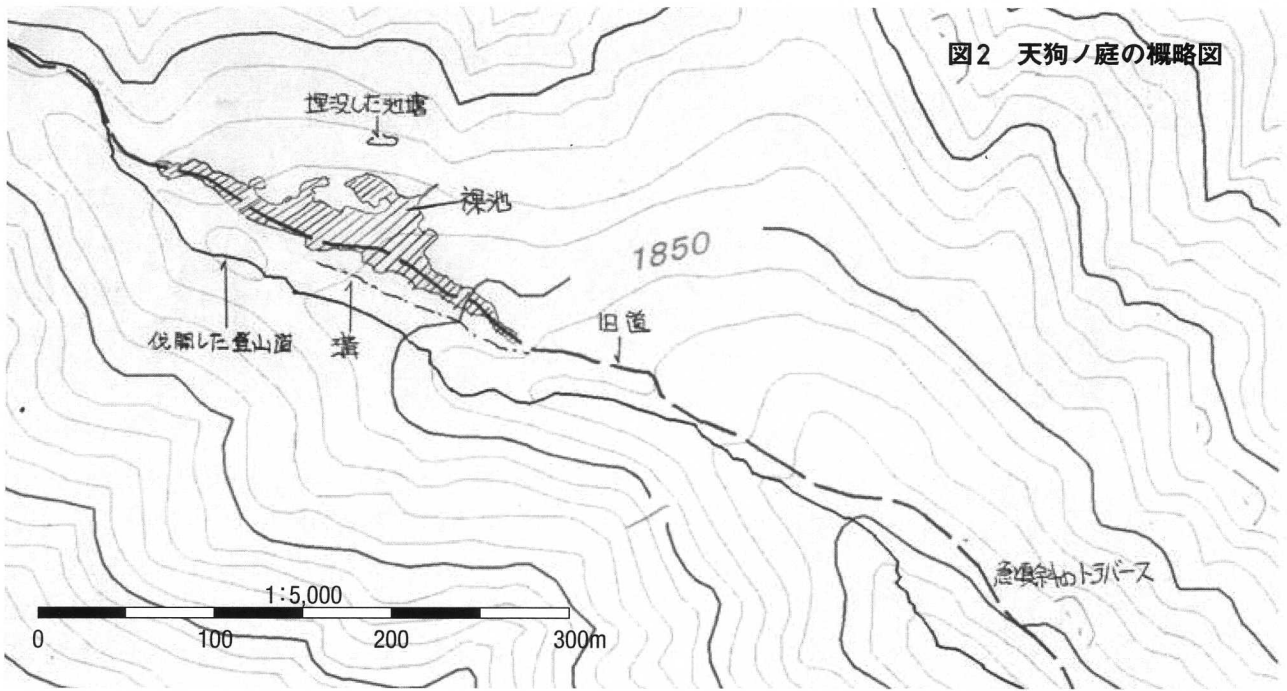 図2 天狗ノ庭の概略図
埋没した池塘
裸池
1850
旧道
伐開した登山道
溝
急傾斜のトラバース
1:5,000
0 100 200 300m